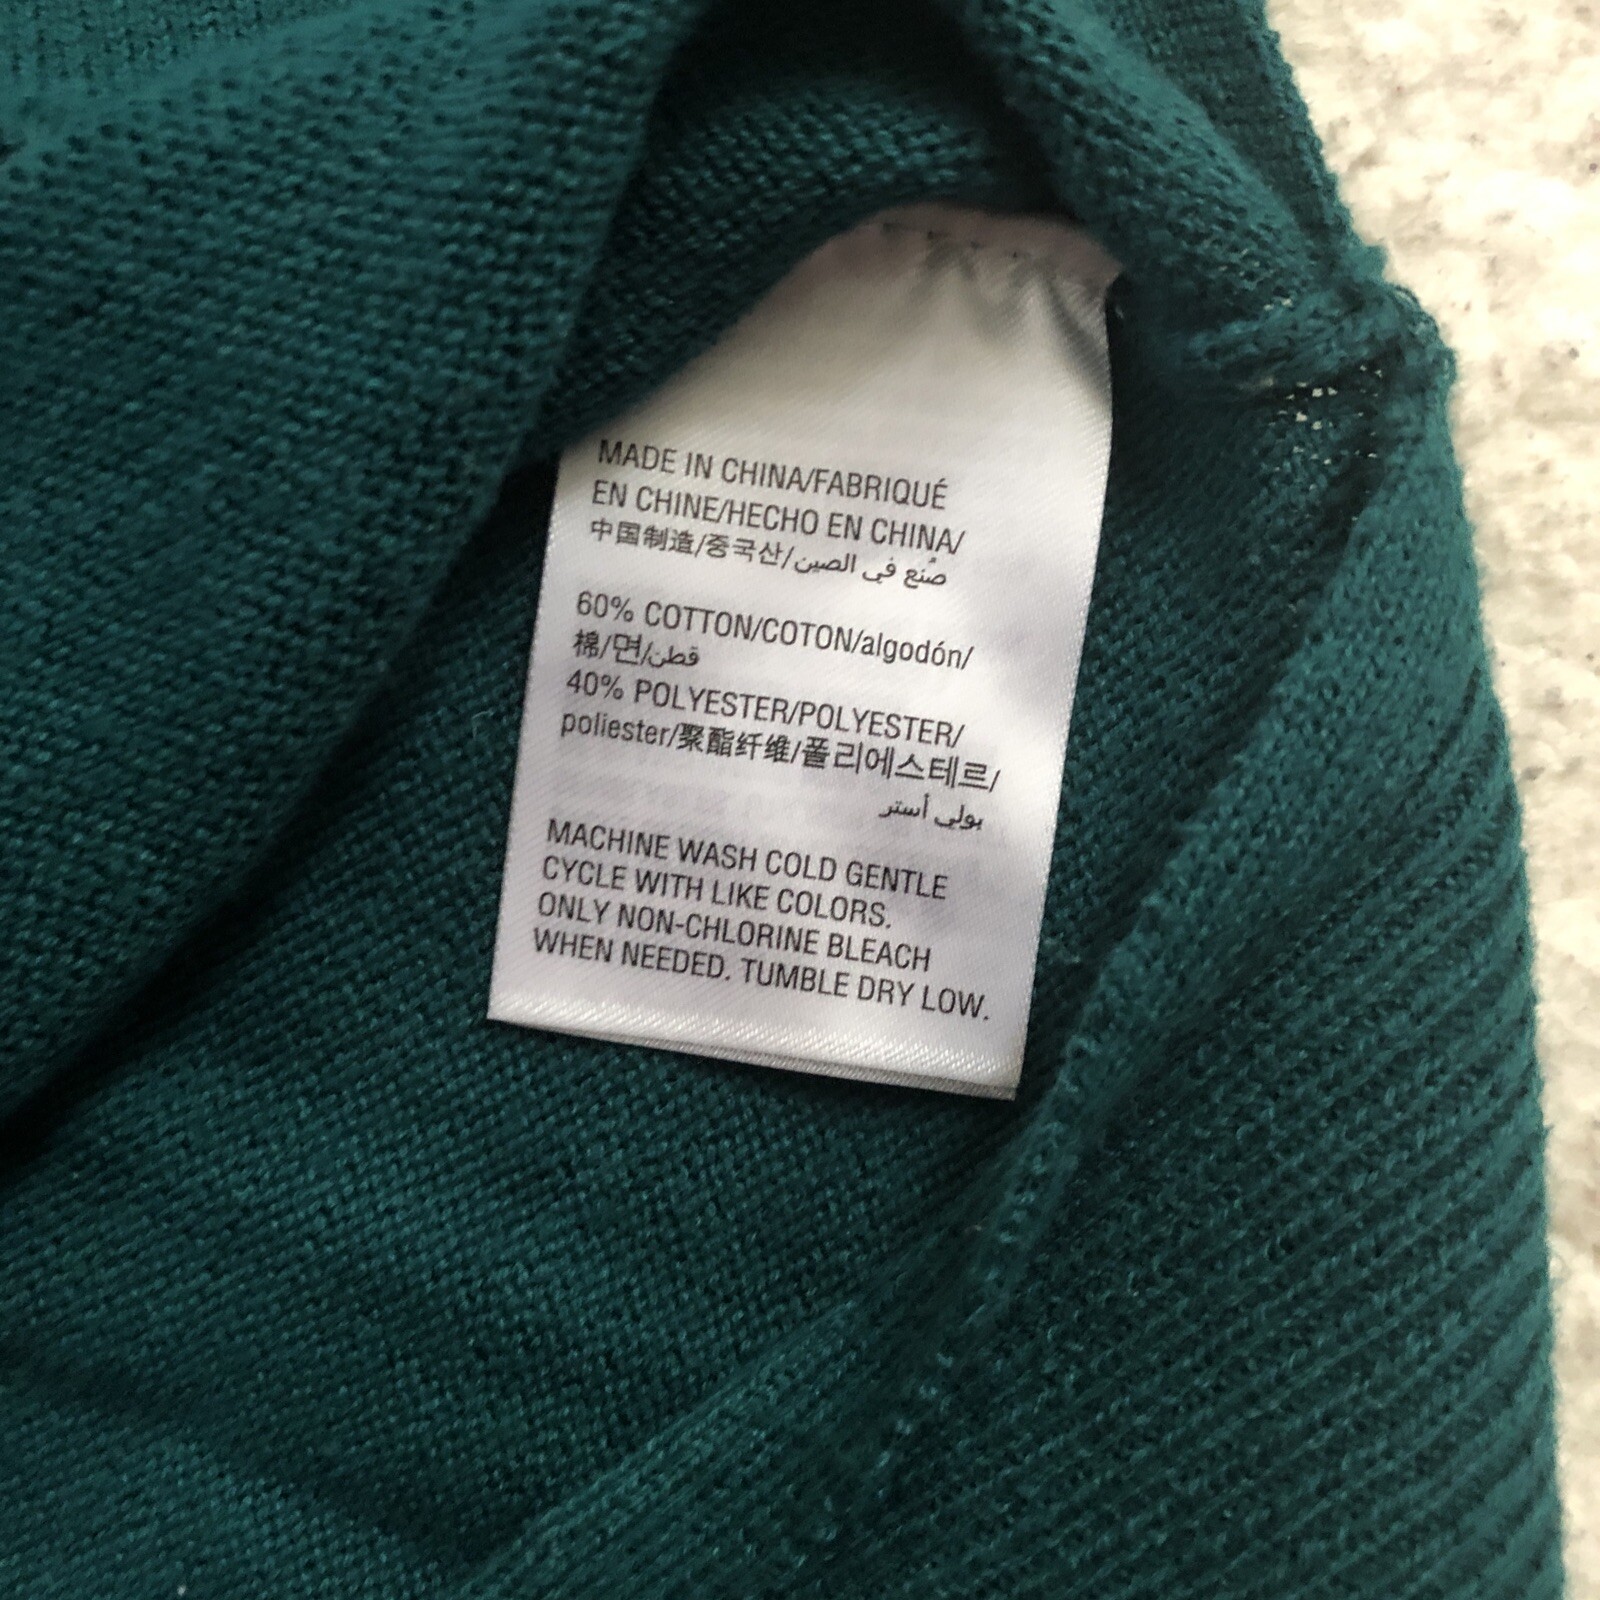 MADE IN CHINA/FABRIQUÉ
EN CHINE/HECHO EN CHINA/
中国制造/중국산/صُنع في الصين
60% COTTON/COTON/algodón/
棉/면/قطن
40% POLYESTER/POLYESTER/
poliester/聚酯纤维/폴리에스테르/
بولي أستر
MACHINE WASH COLD GENTLE
CYCLE WITH LIKE COLORS.
ONLY NON-CHLORINE BLEACH
WHEN NEEDED. TUMBLE DRY LOW.